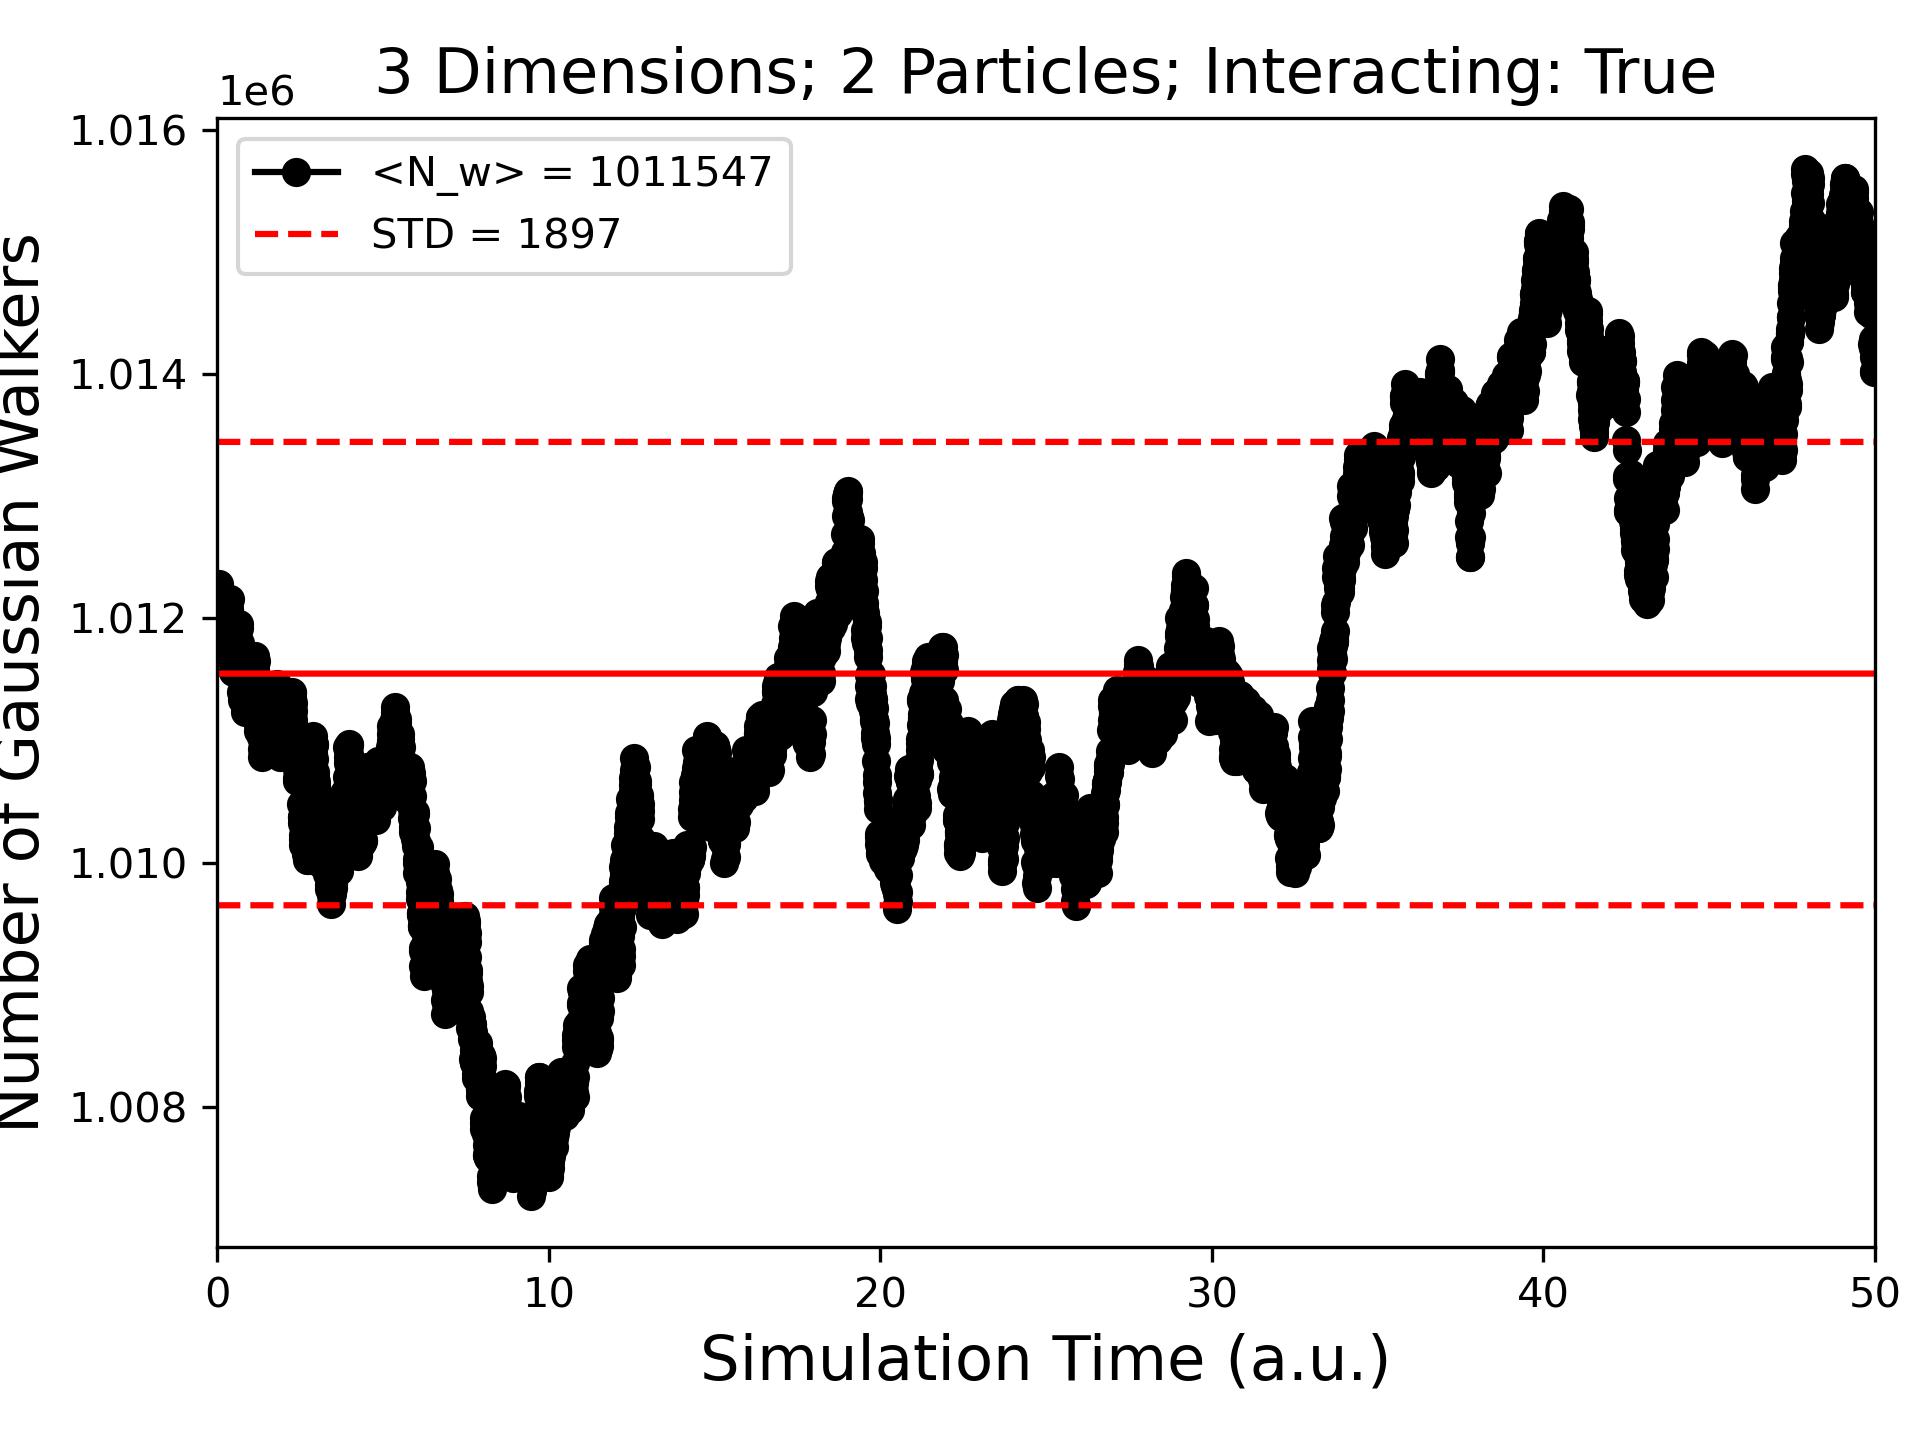 3 Dimensions; 2 Particles; Interacting: True
1e6
<N_w> = 1011547
STD = 1897
1.016
1.014
1.012
1.010
1.008
Number of Gaussian Walkers
0 10 20 30 40 50
Simulation Time (a.u.)